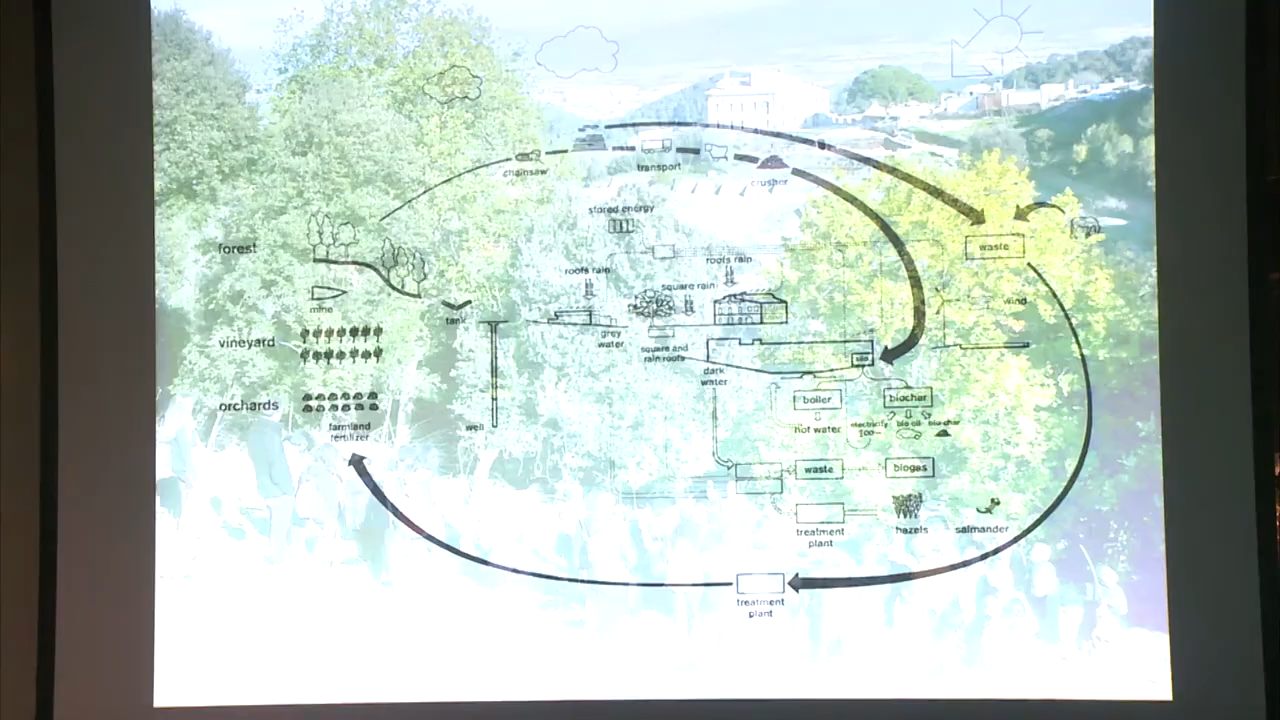 chainsaw
transport
crusher
stored energy
forest
waste
roofs rain
roofs rain
square rain
mine
tank
wind
grey
water
vineyard
square and
rain roofs
silo
dark
water
orchards
boiler
biochar
farmland
fertilizer
well
hot water
electricity
bio oil
bio char
waste
biogas
treatment
plant
hazels
salmander
treatment
plant